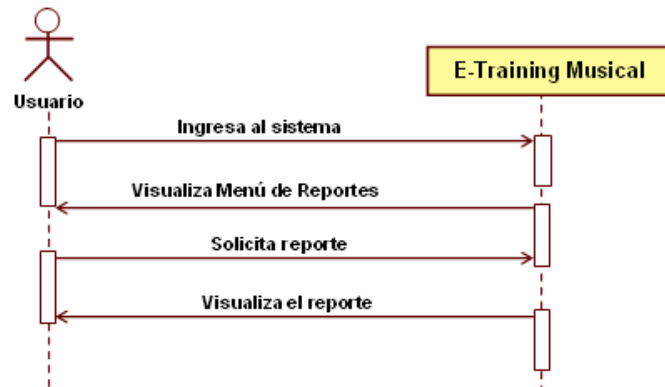 E-Training Musical
Usuario
Ingresa al sistema
Visualiza Menú de Reportes
Solicita reporte
Visualiza el reporte